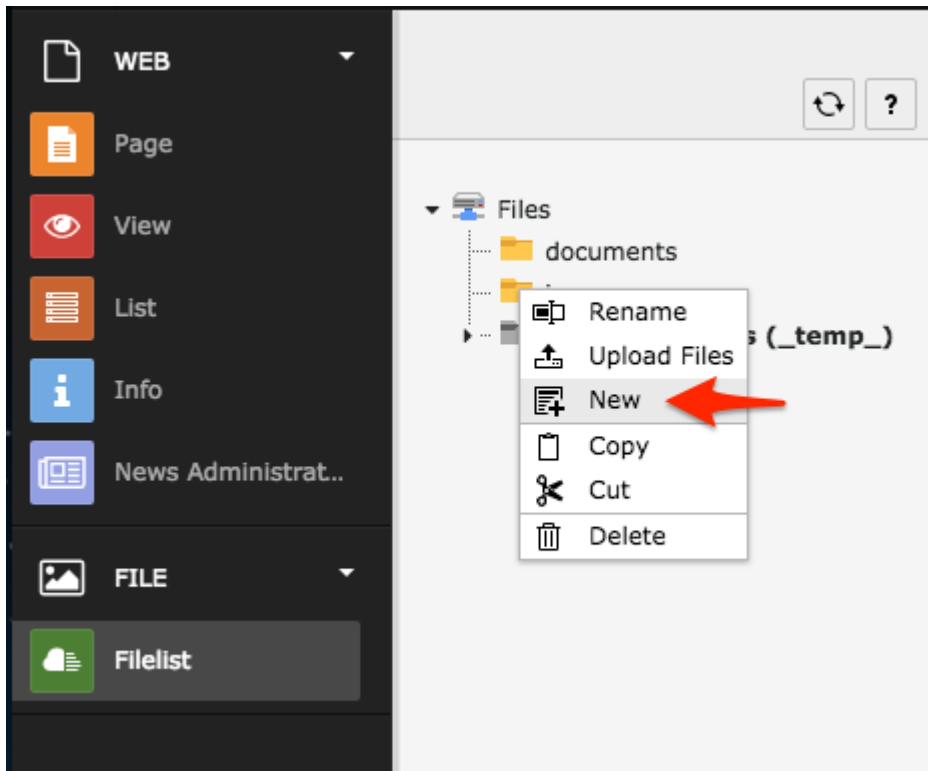 WEB
Page
View
List
Info
News Administrat...
FILE
Filelist
?
Files
documents
s (_temp_)
Rename
Upload Files
New
Copy
Cut
Delete